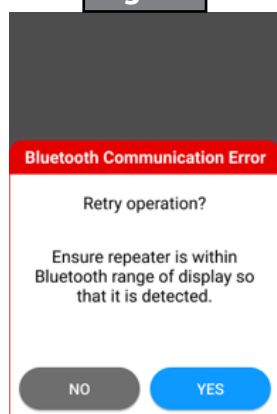 Bluetooth Communication Error
Retry operation?
Ensure repeater is within
Bluetooth range of display so
that it is detected.
NO
YES